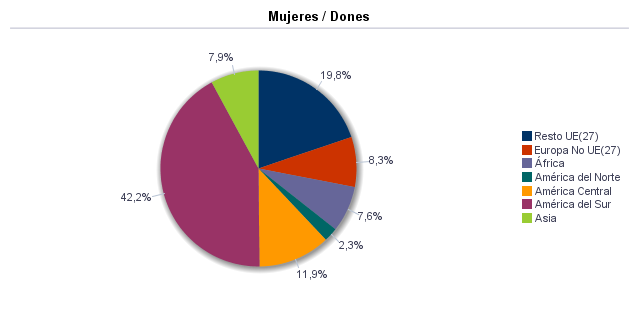 Mujeres / Dones
7,9%
19,8%
8,3%
7,6%
2,3%
11,9%
42,2%
Resto UE(27)
Europa No UE(27)
África
América del Norte
América Central
América del Sur
Asia